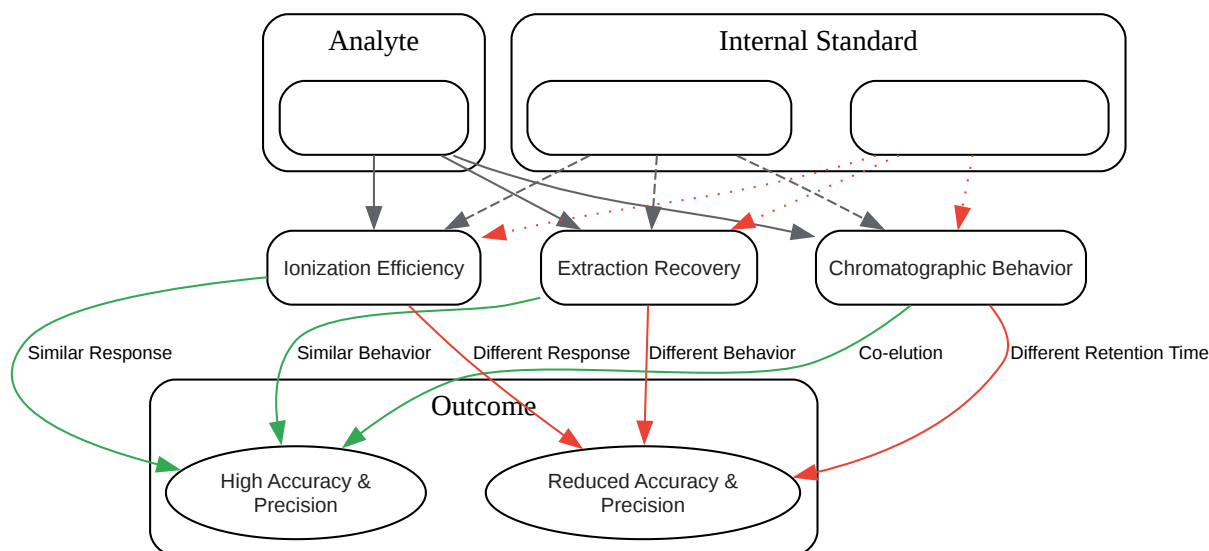 Analyte
Internal Standard
Ionization Efficiency
Extraction Recovery
Chromatographic Behavior
Similar Response
Similar Behavior
Different Response
Different Behavior
Co-elution
Different Retention Time
Outcome
High Accuracy &
Precision
Reduced Accuracy &
Precision